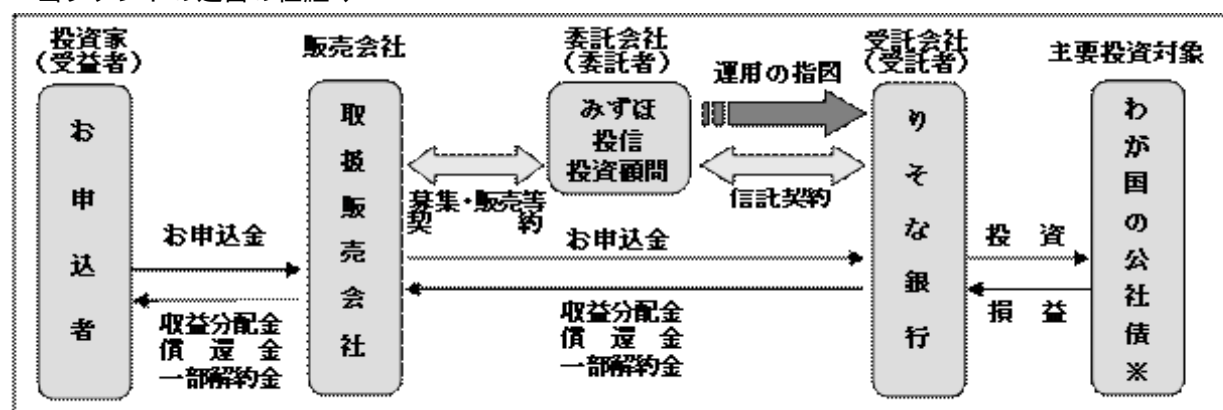 投資家
(受益者)
お申込者
販売会社
取扱販売会社
委託会社
(委託者)
みずほ
投信
投資顧問
運用の指図
受託会社
(受託者)
りそな銀行
主要投資対象
わが国の公社債※
募集・販売等
契約
信託契約
お申込金
お申込金
投資
収益分配金
償還金
一部解約金
収益分配金
償還金
一部解約金
損益